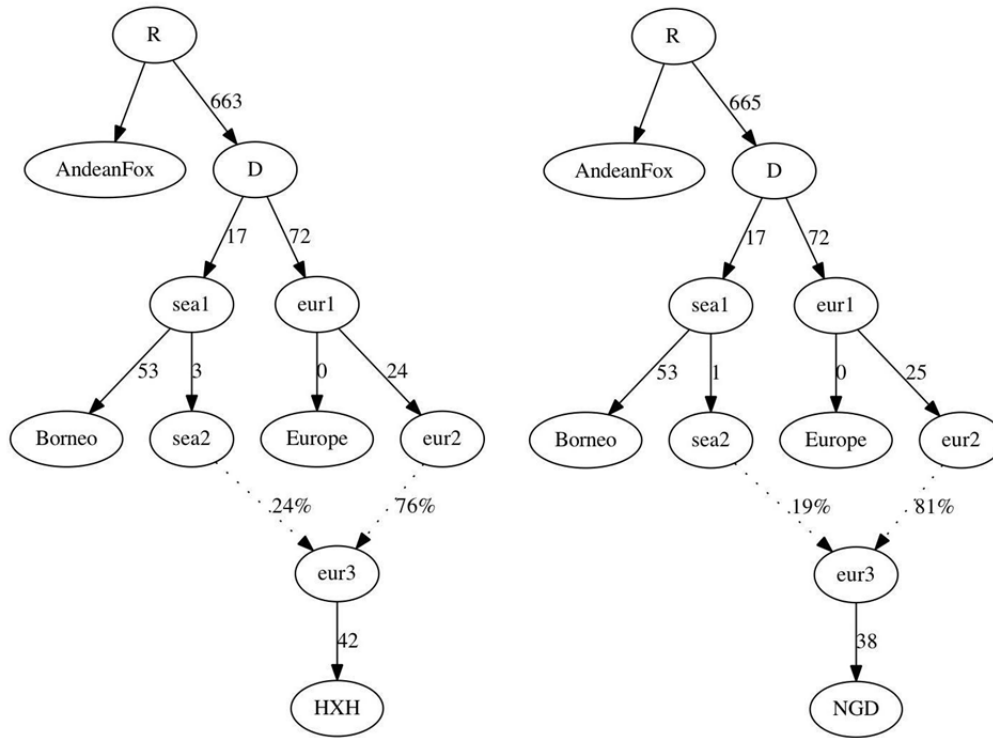 R
663
AndeanFox
D
17
72
sea1
eur1
53
3
0
24
Borneo
sea2
Europe
eur2
24%
76%
eur3
42
HXH
R
665
AndeanFox
D
17
72
sea1
eur1
53
1
0
25
Borneo
sea2
Europe
eur2
19%
81%
eur3
38
NGD